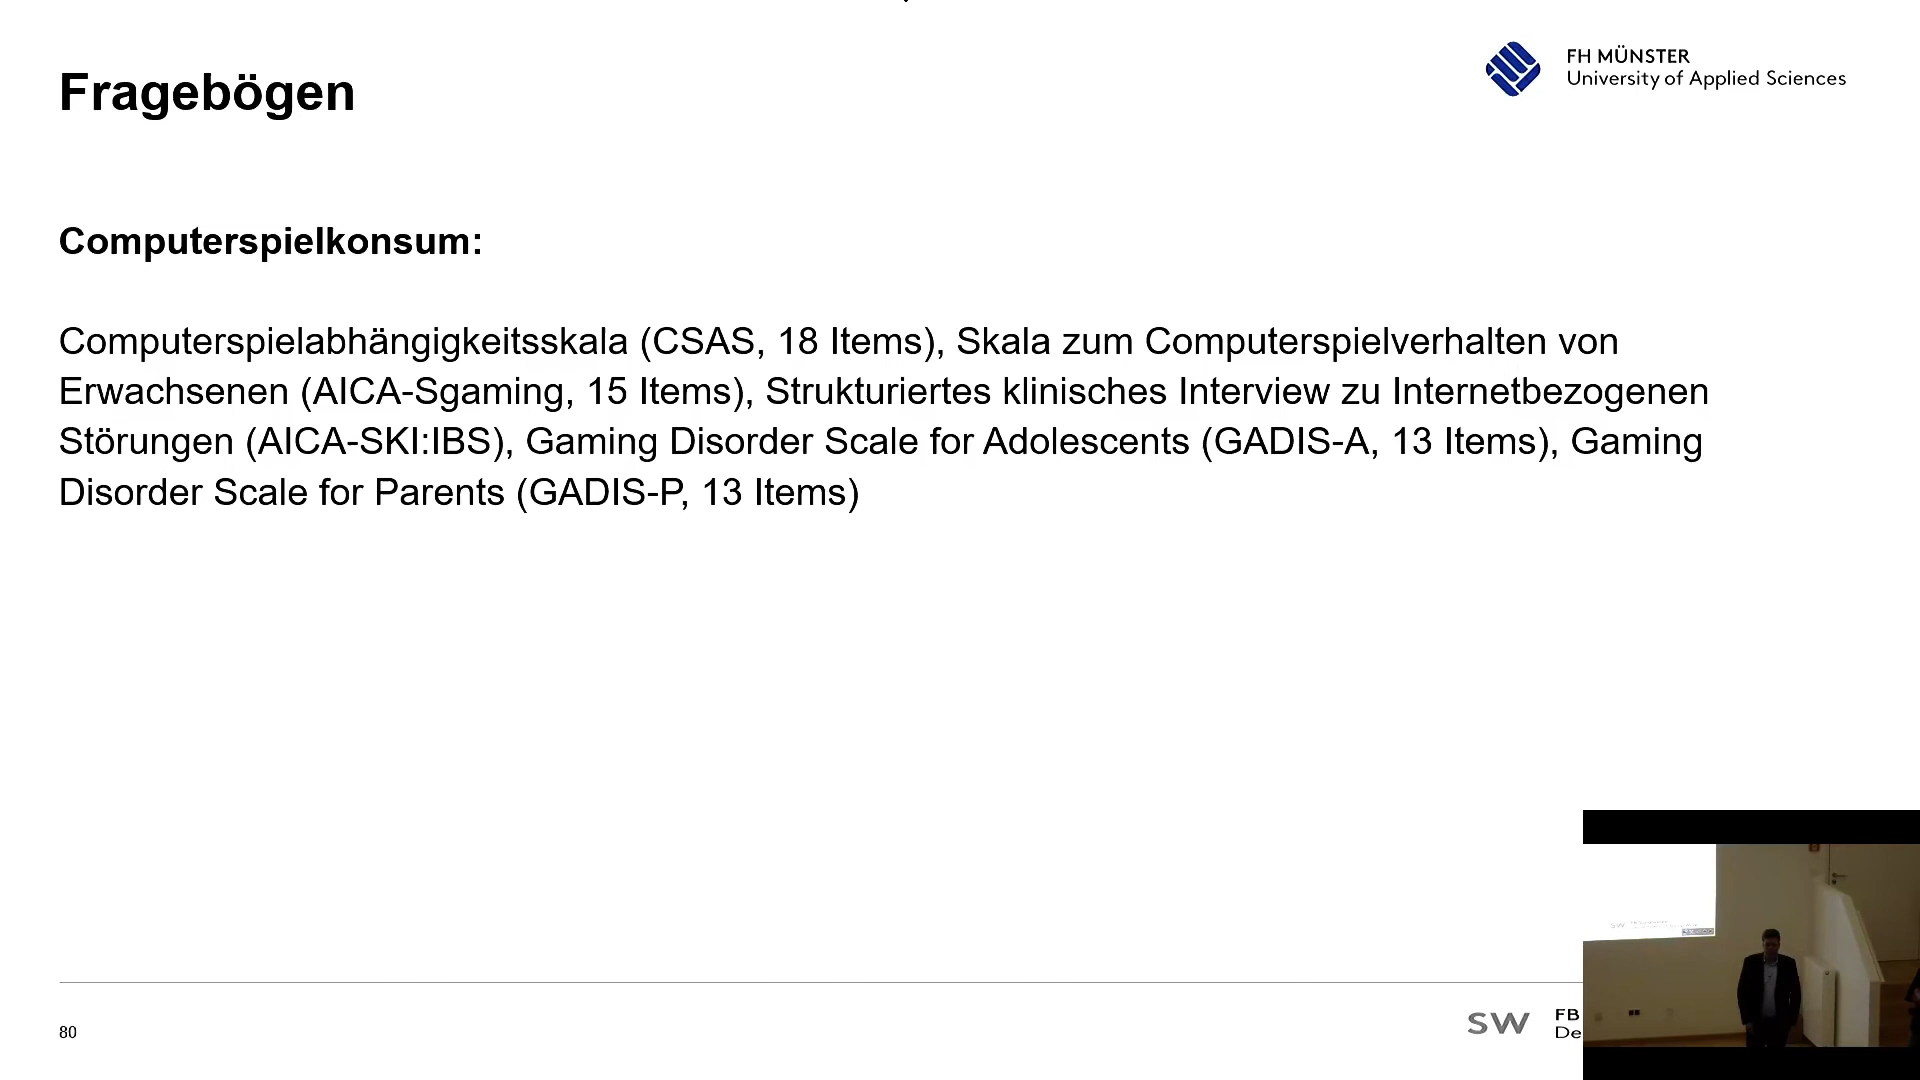 Fragebögen
FH MÜNSTER
University of Applied Sciences
Computerspielkonsum:
Computerspielabhängigkeitsskala (CSAS, 18 Items), Skala zum Computerspielverhalten von
Erwachsenen (AICA-Sgaming, 15 Items), Strukturiertes klinisches Interview zu Internetbezogenen
Störungen (AICA-SKI:IBS), Gaming Disorder Scale for Adolescents (GADIS-A, 13 Items), Gaming
Disorder Scale for Parents (GADIS-P, 13 Items)
80
SW
FB
De